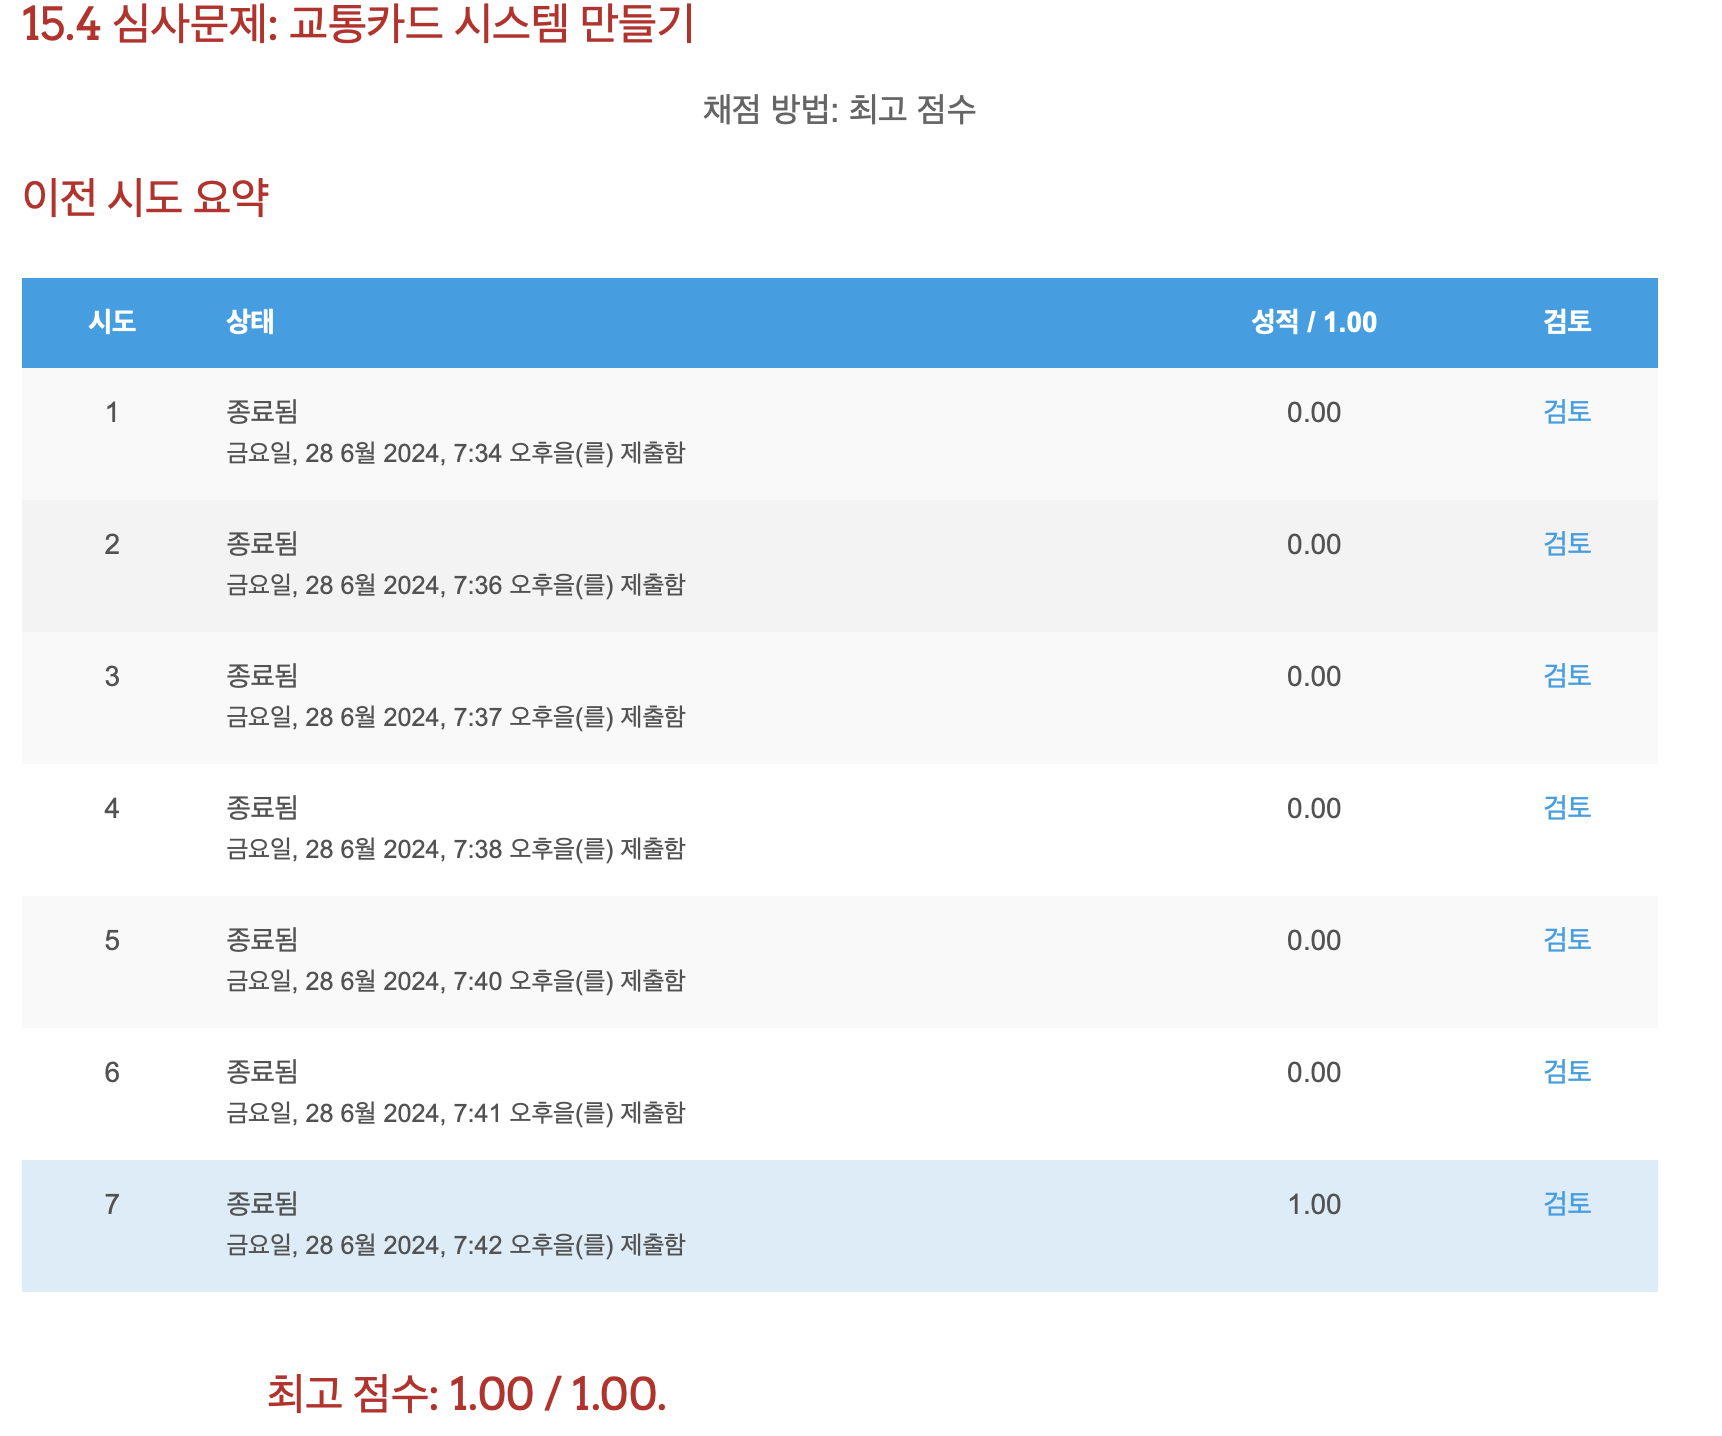 15.4 심사문제: 교통카드 시스템 만들기
채점 방법: 최고 점수
이전 시도 요약
시도 상태 성적 / 1.00 검토
1 종료됨 0.00 검토
금요일, 28 6월 2024, 7:34 오후을(를) 제출함
2 종료됨 0.00 검토
금요일, 28 6월 2024, 7:36 오후을(를) 제출함
3 종료됨 0.00 검토
금요일, 28 6월 2024, 7:37 오후을(를) 제출함
4 종료됨 0.00 검토
금요일, 28 6월 2024, 7:38 오후을(를) 제출함
5 종료됨 0.00 검토
금요일, 28 6월 2024, 7:40 오후을(를) 제출함
6 종료됨 0.00 검토
금요일, 28 6월 2024, 7:41 오후을(를) 제출함
7 종료됨 1.00 검토
금요일, 28 6월 2024, 7:42 오후을(를) 제출함
최고 점수: 1.00 / 1.00.